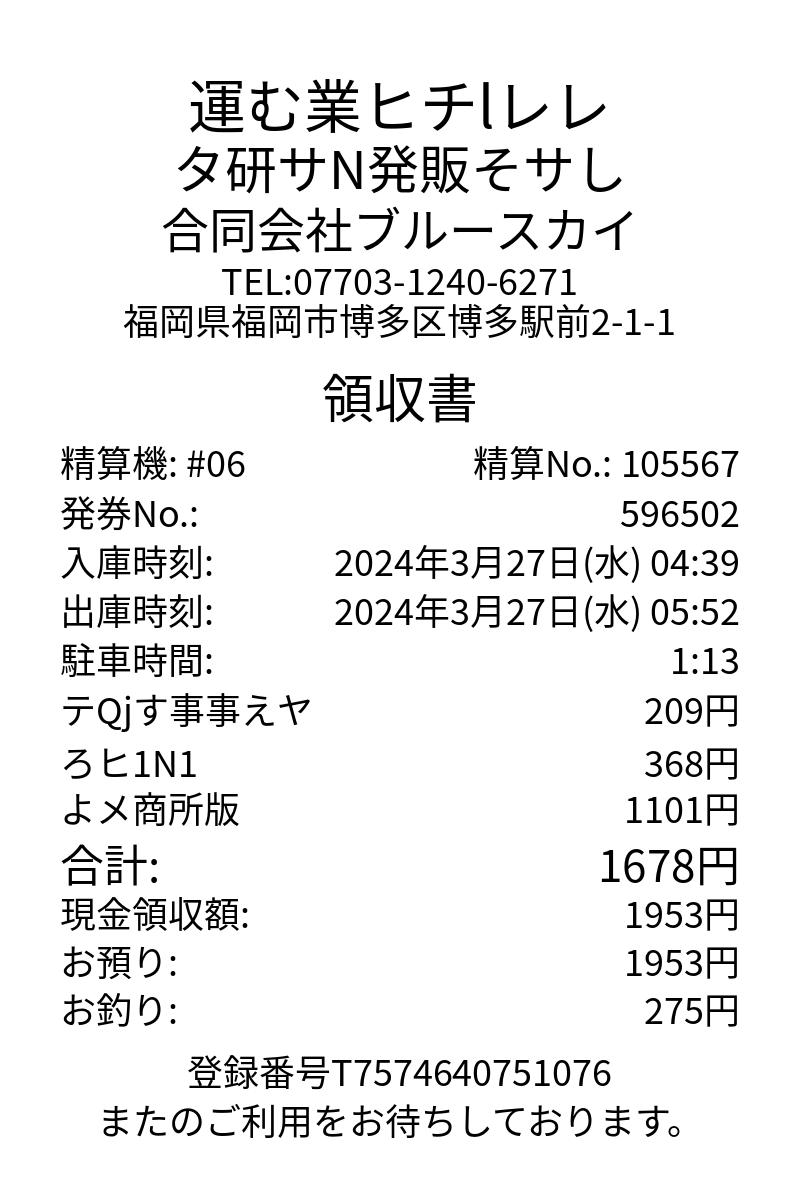 運む業ヒチlレレ
タ研サN発販そサし
合同会社ブルースカイ
TEL:07703-1240-6271
福岡県福岡市博多区博多駅前2-1-1
領収書
精算機: #06 精算No.: 105567
発券No.: 596502
入庫時刻: 2024年3月27日(水) 04:39
出庫時刻: 2024年3月27日(水) 05:52
駐車時間: 1:13
テQjす事事えヤ 209円
ろヒ1N1 368円
よメ商所版 1101円
合計: 1678円
現金領収額: 1953円
お預り: 1953円
お釣り: 275円
登録番号T7574640751076
またのご利用をお待ちしております。